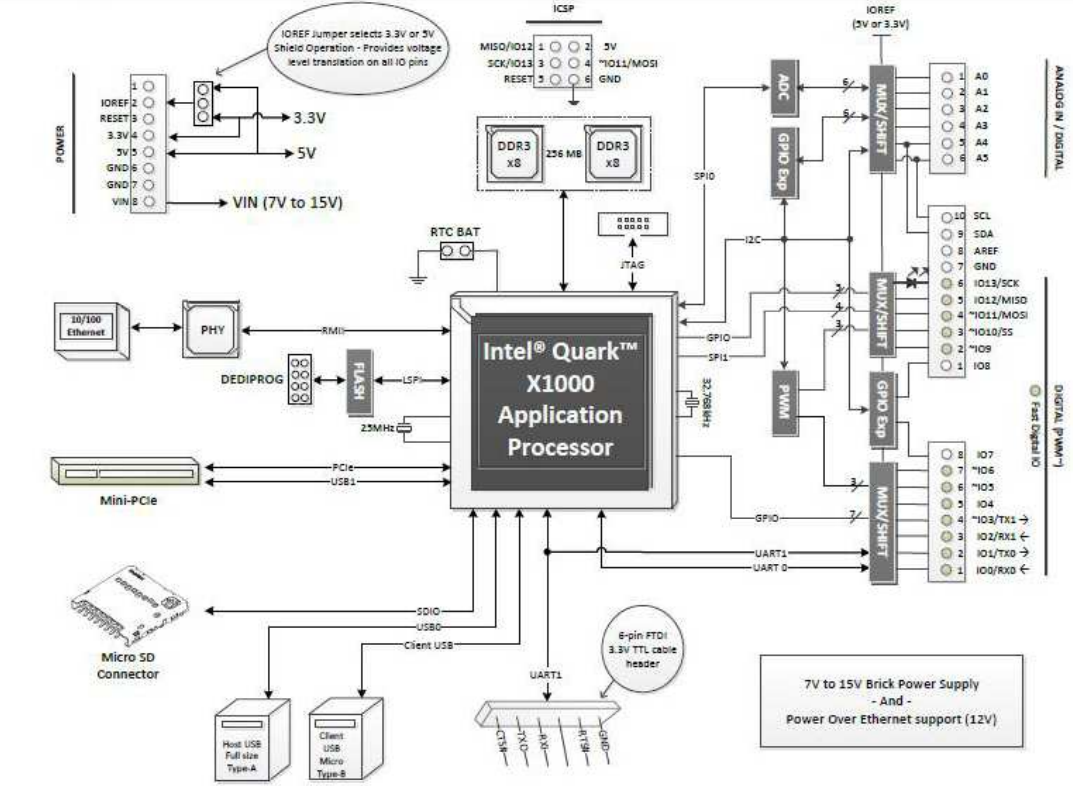 ICSP
IOREF
(5V or 3.3V)
IOREF Jumper selects 3.3V or 5V
Shield Operation - Provides voltage
level translation on all IO pins
MISO/IO12 1 2 5V
SCK/IO13 3 4 ~IO11/MOSI
RESET 5 6 GND
POWER
1
IOREF 2
RESET 3
3.3V 4
5V 5
GND 6
GND 7
VIN 8
3.3V
5V
VIN (7V to 15V)
DDR3
x8
256 MB
DDR3
x8
ADC
GPIO Exp
MUX/SHIFT
6
6
1 A0
2 A1
3 A2
4 A3
5 A4
6 A5
ANALOG IN / DIGITAL
SPI0
I2C
RTC BAT
JTAG
10 SCL
9 SDA
8 AREF
7 GND
6 IO13/SCK
5 IO12/MISO
4 ~IO11/MOSI
3 ~IO10/SS
2 ~IO9
1 IO8
MUX/SHIFT
4
3
GPIO
SPI1
10/100
Ethernet
PHY
RMII
DEDIPROG
FLASH
LSPI
25MHz
32.768kHz
Intel® Quark™
X1000
Application
Processor
PWM
GPIO Exp
Fast Digital IO
DIGITAL (PWM~)
Mini-PCIe
PCIe
USB1
8 IO7
7 ~IO6
6 ~IO5
5 IO4
4 ~IO3/TX1 →
3 IO2/RX1 ←
2 IO1/TX0 →
1 IO0/RX0 ←
MUX/SHIFT
3
7
GPIO
UART1
UART 0
Micro SD
Connector
SDIO
USB0
Client USB
UART1
6-pin FTDI
3.3V TTL cable
header
Host USB
Full size
Type-A
Client
USB
Micro
Type-B
CTSN
TXD
RXI
RTSN
GND
7V to 15V Brick Power Supply
- And -
Power Over Ethernet support (12V)